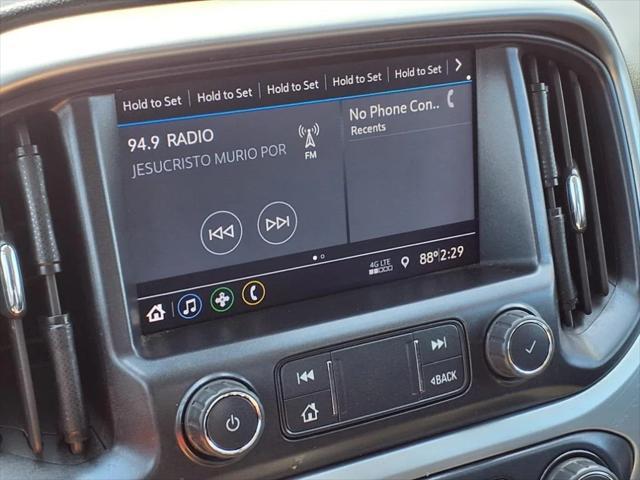 Hold to Set Hold to Set Hold to Set Hold to Set Hold to Set
94.9 RADIO
JESUCRISTO MURIO POR
FM
No Phone Con..
Recents
4G LTE
88° 2:29
BACK